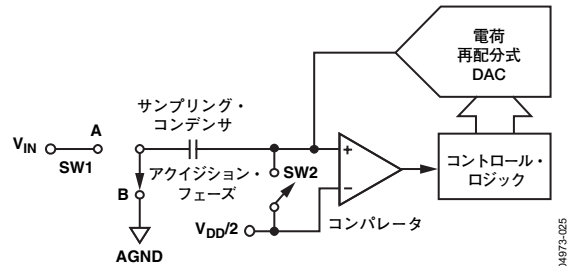 電荷
再配分式
DAC
サンプリング・
コンデンサ
A
VIN
SW1
アクイジション・
フェーズ
SW2
+
−
コントロール・
ロジック
B
コンパレータ
VDD/2
AGND
04973-025